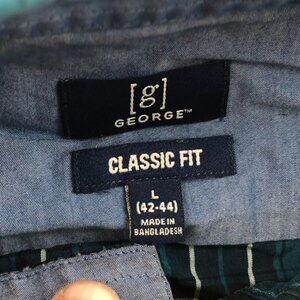 [g]
GEORGE™
CLASSIC FIT
L
(42-44)
MADE IN
BANGLADESH